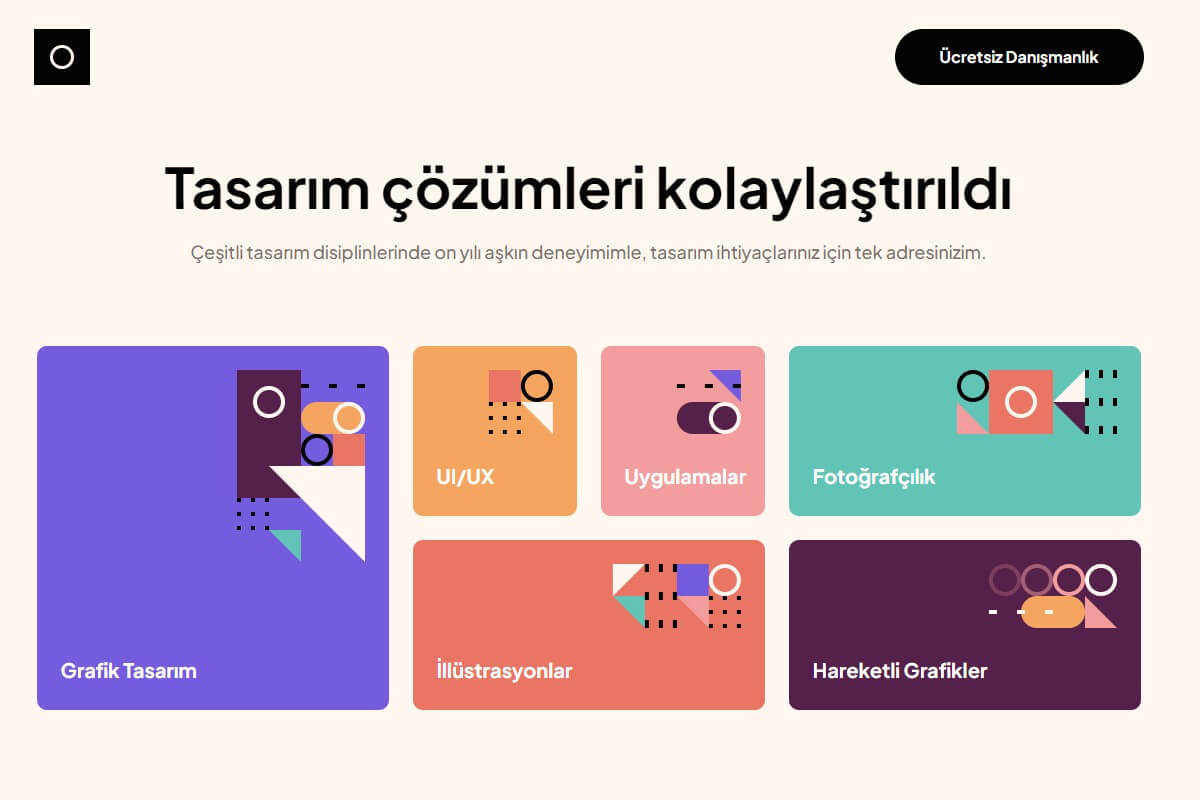 Ücretsiz Danışmanlık
Tasarım çözümleri kolaylaştırıldı
Çeşitli tasarım disiplinlerinde on yılı aşkın deneyimimle, tasarım ihtiyaçlarınız için tek adresinizim.
Grafik Tasarım
UI/UX
Uygulamalar
Fotoğrafçılık
İllüstrasyonlar
Hareketli Grafikler